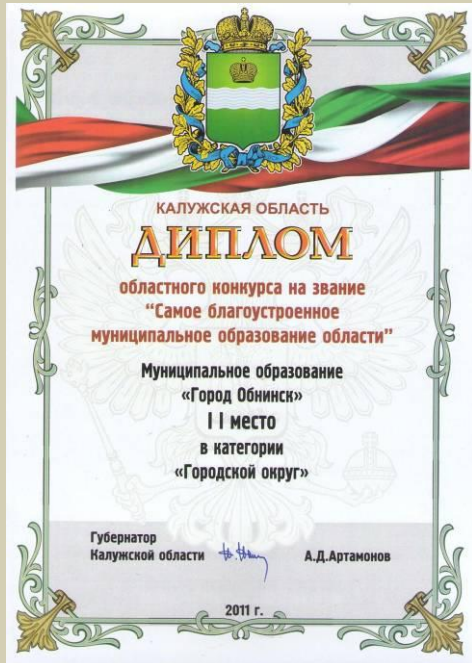 КАЛУЖСКАЯ ОБЛАСТЬ
ДИПЛОМ
областного конкурса на звание
“Самое благоустроенное
муниципальное образование области”
Муниципальное образование
«Город Обнинск»
I I место
в категории
«Городской округ»
Губернатор
Калужской области А.Д.Артамонов
2011 г.